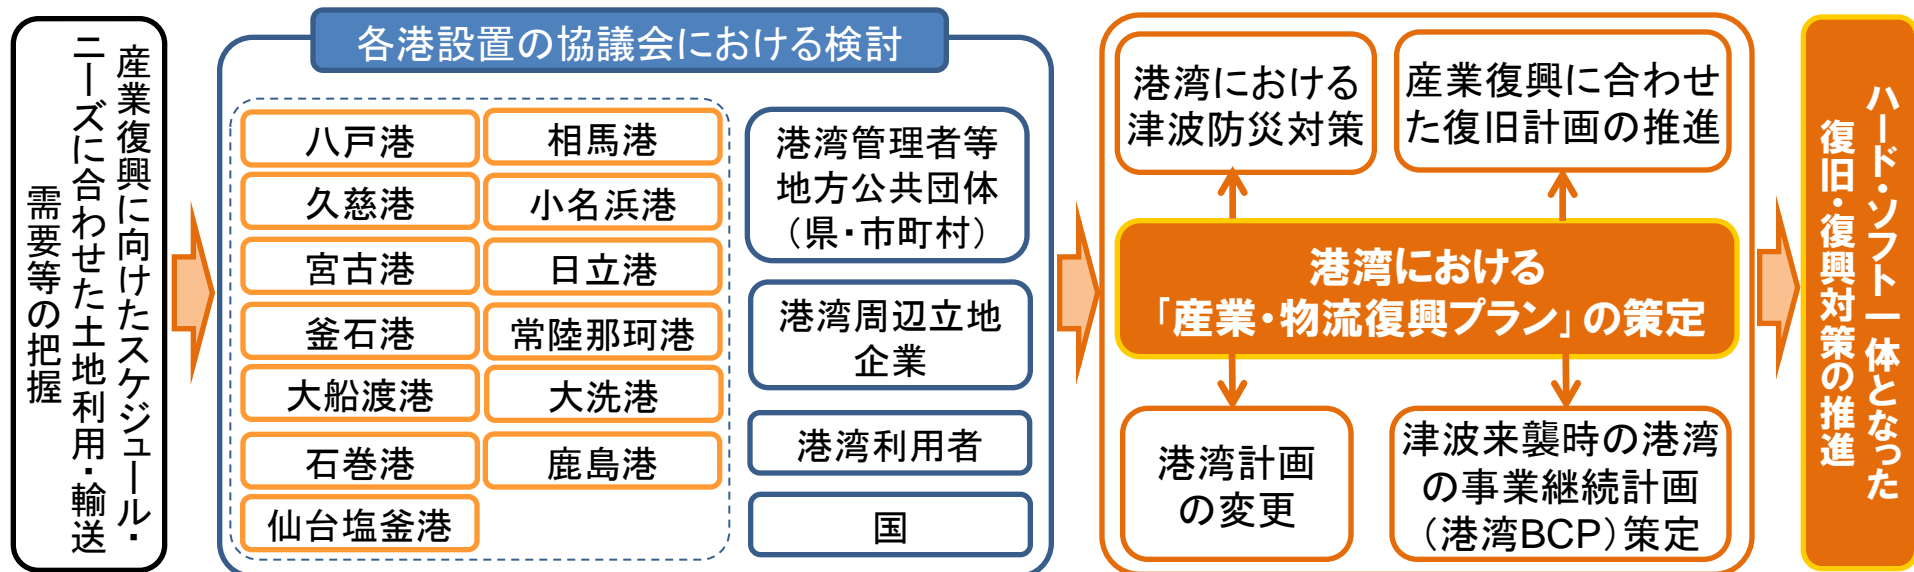 産業復興に向けたスケジュール・
ニーズに合わせた土地利用・輸送
需要等の把握
各港設置の協議会における検討
八戸港
久慈港
宮古港
釜石港
大船渡港
石巻港
仙台塩釜港
相馬港
小名浜港
日立港
常陸那珂港
大洗港
鹿島港
港湾管理者等
地方公共団体
（県・市町村）
港湾周辺立地
企業
港湾利用者
国
港湾における
津波防災対策
産業復興に合わせ
た復旧計画の推進
港湾における
「産業・物流復興プラン」の策定
港湾計画
の変更
津波来襲時の港湾
の事業継続計画
（港湾BCP）策定
ハード・ソフト一体となった
復旧・復興対策の推進